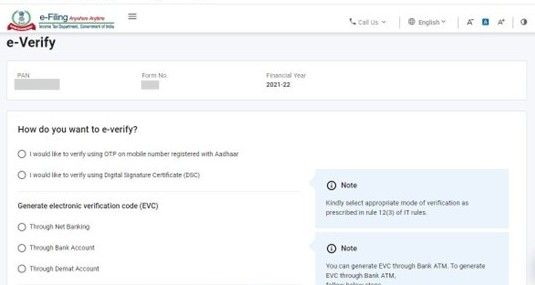 e-Filing Anywhere Anytime
Income Tax Department, Government of India
Call Us
English
A-
A
A+
e-Verify
PAN
Form No.
Financial Year
2021-22
How do you want to e-verify?
I would like to verify using OTP on mobile number registered with Aadhaar
I would like to verify using Digital Signature Certificate (DSC)
Note
Kindly select appropriate mode of verification as
prescribed in rule 12(3) of IT rules.
Generate electronic verification code (EVC)
Through Net Banking
Through Bank Account
Through Demat Account
Note
You can generate EVC through Bank ATM. To generate
EVC through Bank ATM,
follow below steps